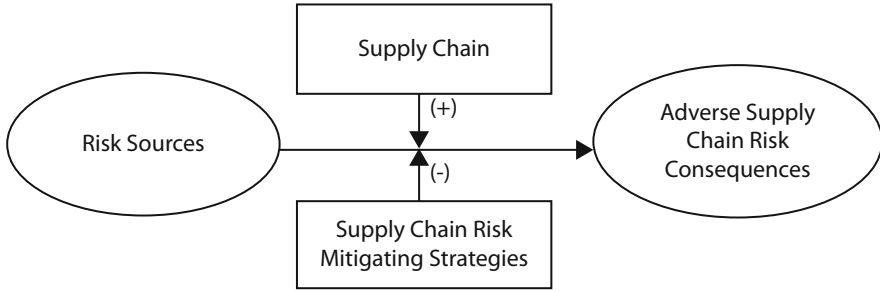 Supply Chain
(+)
Risk Sources
Adverse Supply
Chain Risk
Consequences
(-)
Supply Chain Risk
Mitigating Strategies